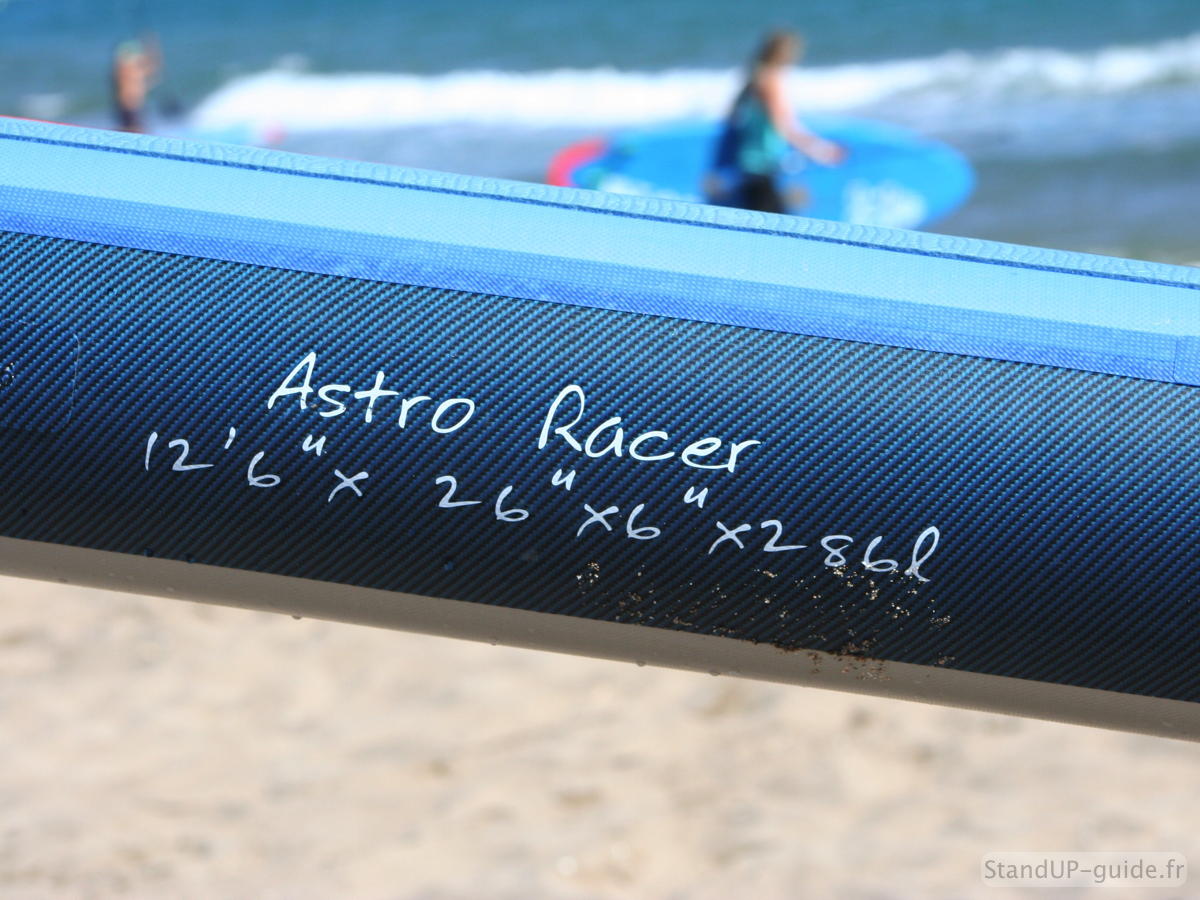 Astro Racer
12'6" x 26" x6" x286l
StandUP-guide.fr